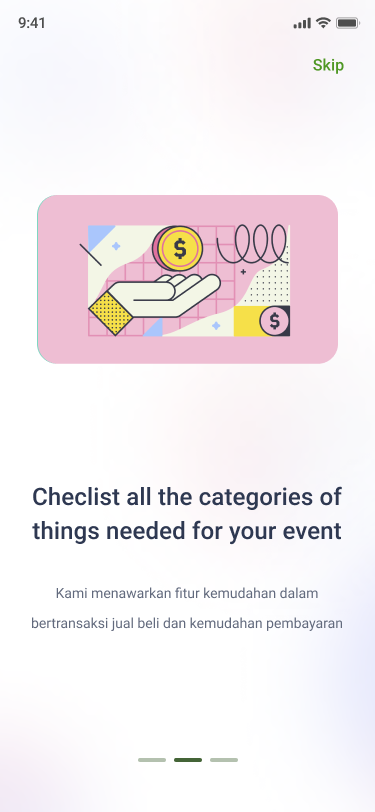 9:41
Skip
$
$
Checlist all the categories of
things needed for your event
Kami menawarkan fitur kemudahan dalam
bertransaksi jual beli dan kemudahan pembayaran